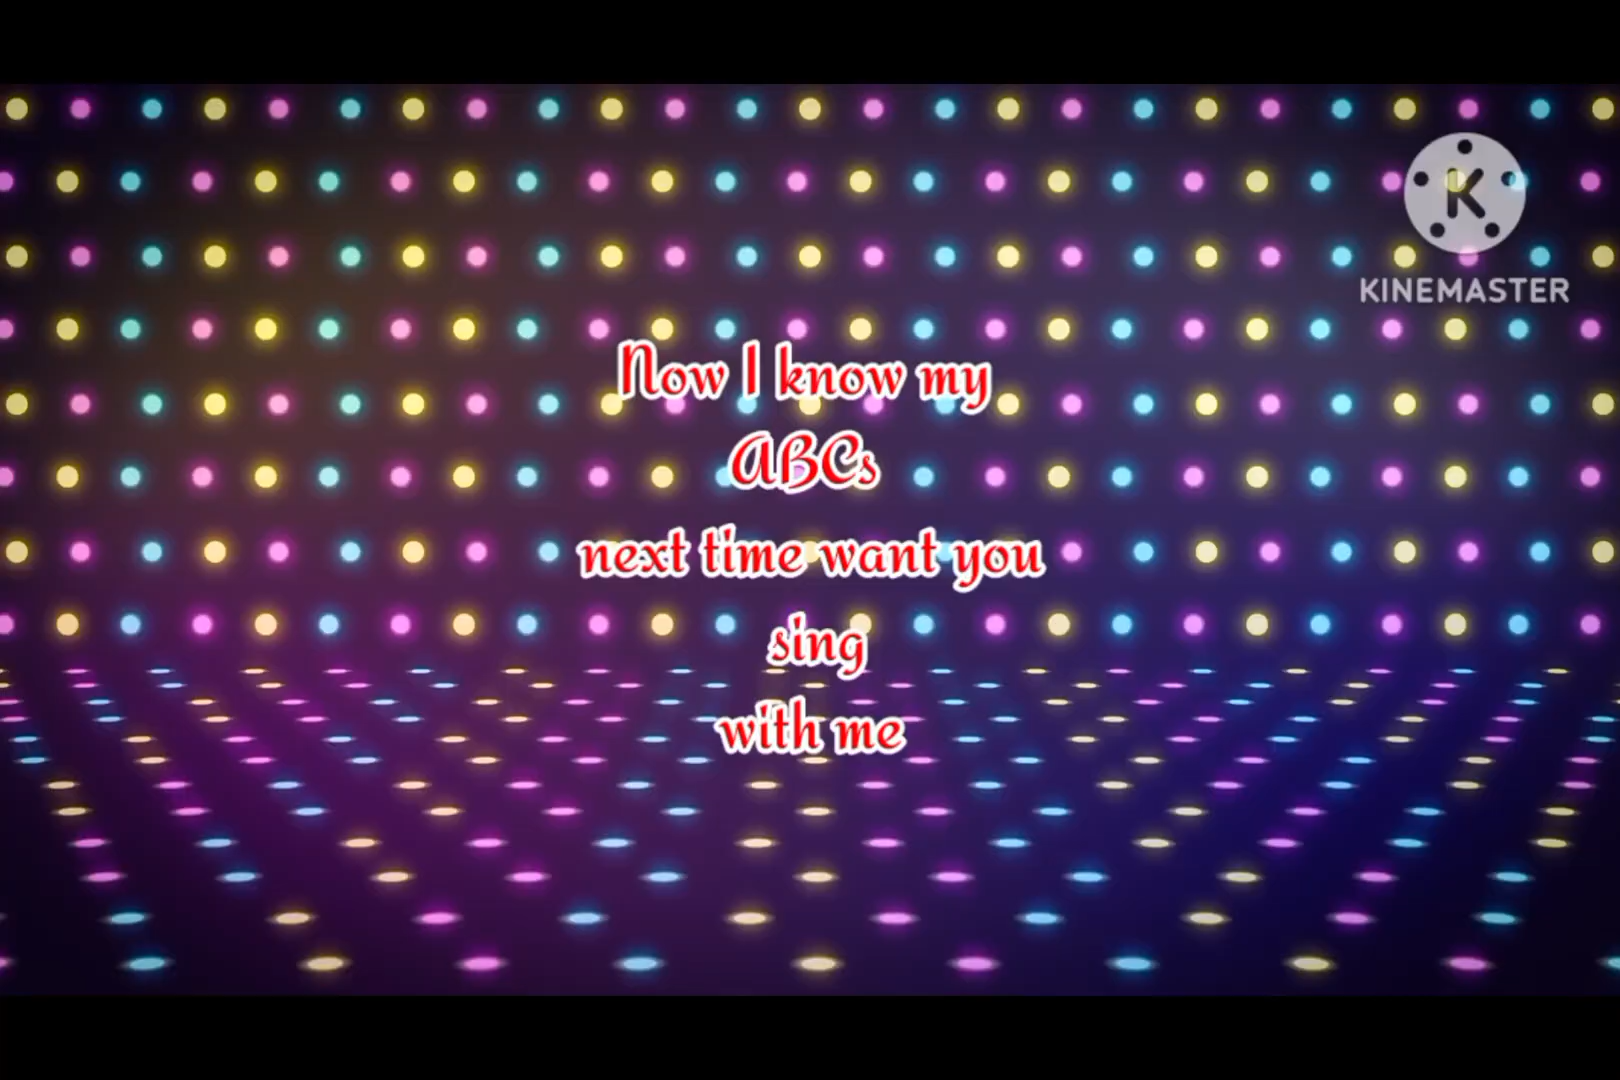 K
KINEMASTER
Now I know my
ABCs
next time want you
sing
with me